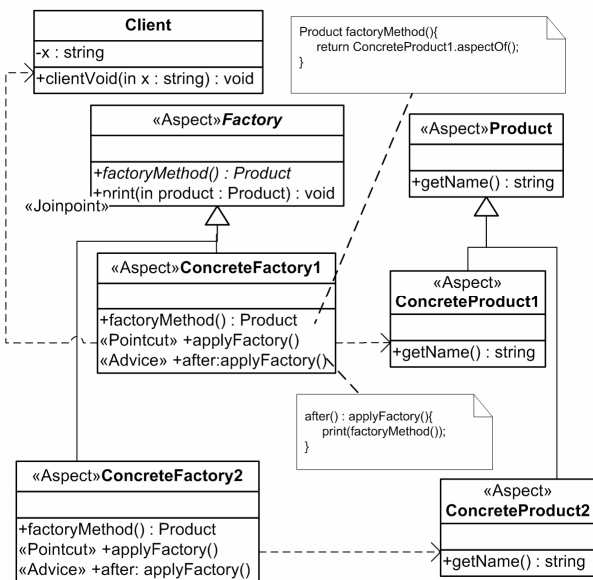 Client
-x : string
+clientVoid(in x : string) : void
Product factoryMethod(){
return ConcreteProduct1.aspectOf();
}
«Aspect»Factory
+factoryMethod() : Product
+print(in product : Product) : void
«Joinpoint»
«Aspect»Product
+getName() : string
«Aspect»ConcreteFactory1
+factoryMethod() : Product
«Pointcut» +applyFactory()
«Advice» +after:applyFactory()
«Aspect»
ConcreteProduct1
+getName() : string
after() : applyFactory(){
print(factoryMethod());
}
«Aspect»ConcreteFactory2
+factoryMethod() : Product
«Pointcut» +applyFactory()
«Advice» +after: applyFactory()
«Aspect»
ConcreteProduct2
+getName() : string